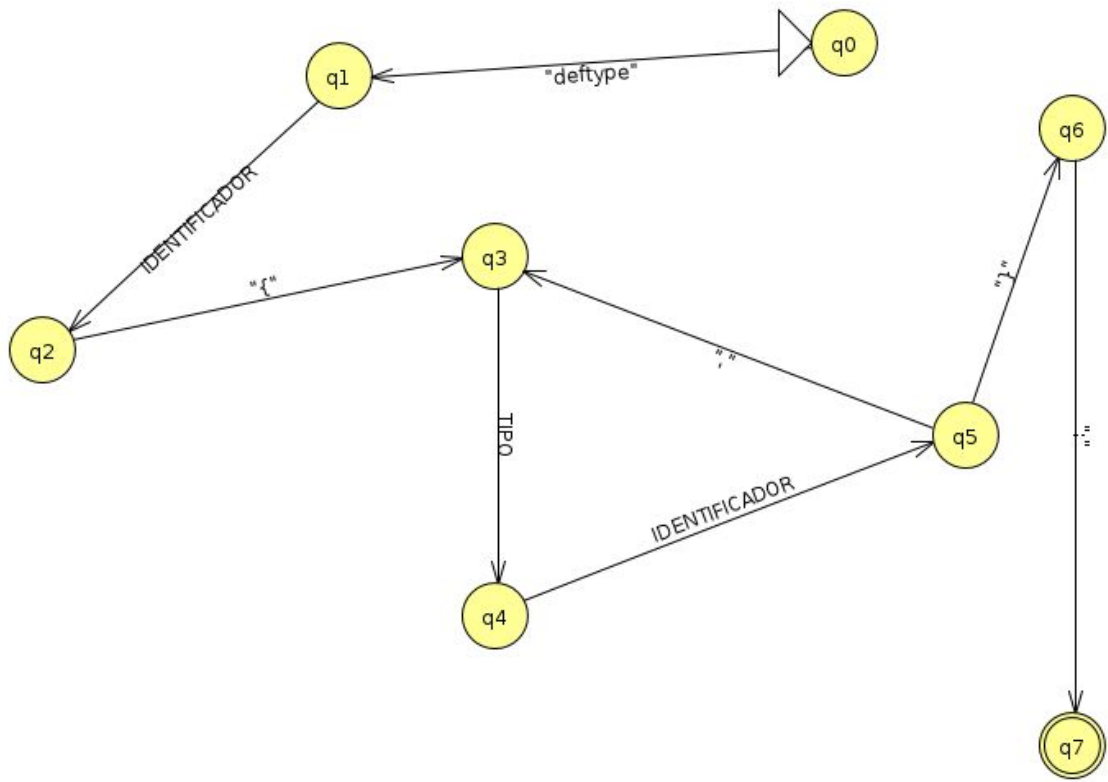 q0
q1
"deftype"
q6
IDENTIFICADOR
q3
"{"
"}"
q2
","
TIPO
q5
IDENTIFICADOR
q4
q7